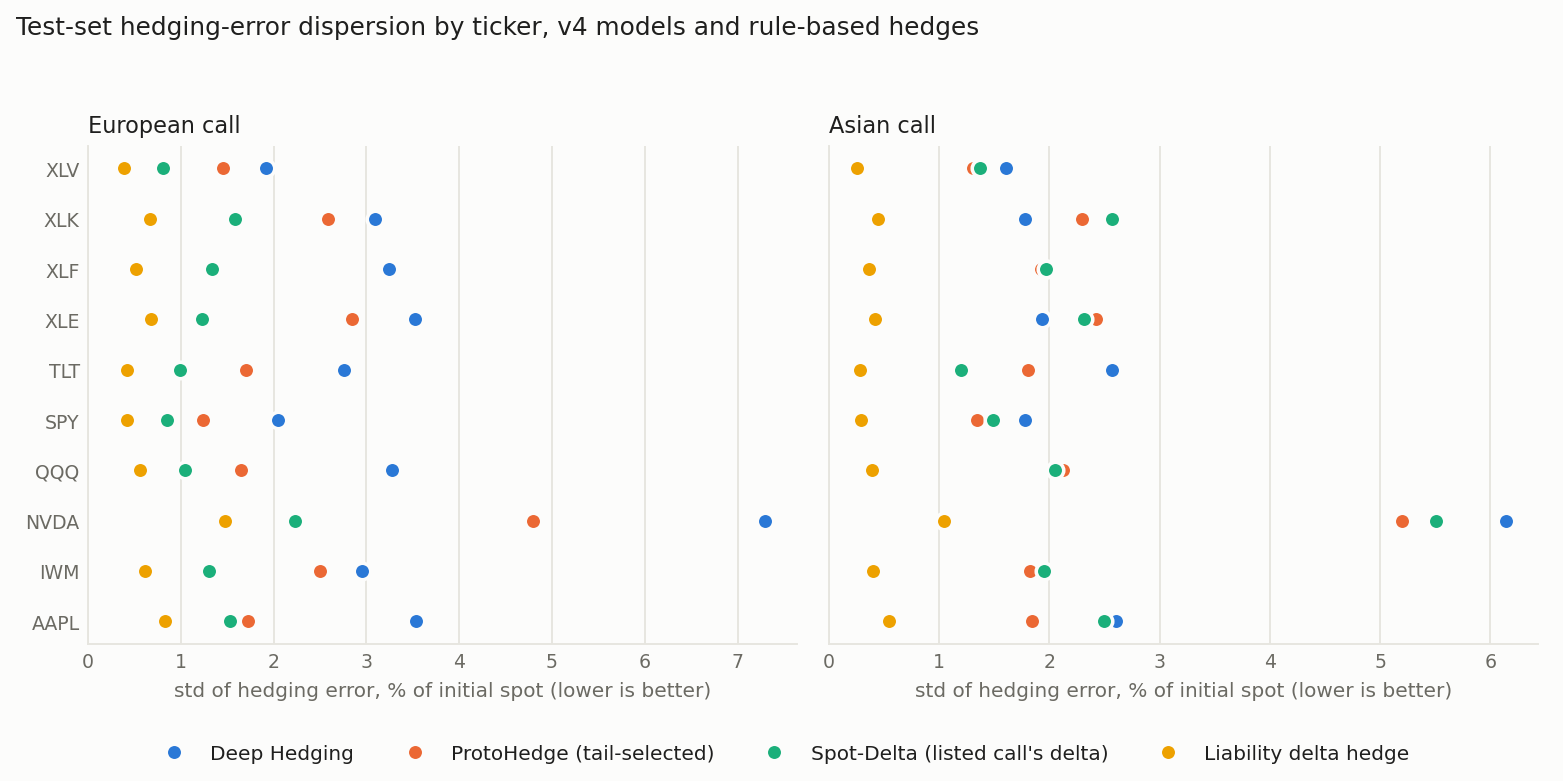 Test-set hedging-error dispersion by ticker, v4 models and rule-based hedges
European call
Asian call
XLV
XLK
XLF
XLE
TLT
SPY
QQQ
NVDA
IWM
AAPL
0 1 2 3 4 5 6 7
0 1 2 3 4 5 6
std of hedging error, % of initial spot (lower is better)
std of hedging error, % of initial spot (lower is better)
Deep Hedging
ProtoHedge (tail-selected)
Spot-Delta (listed call's delta)
Liability delta hedge